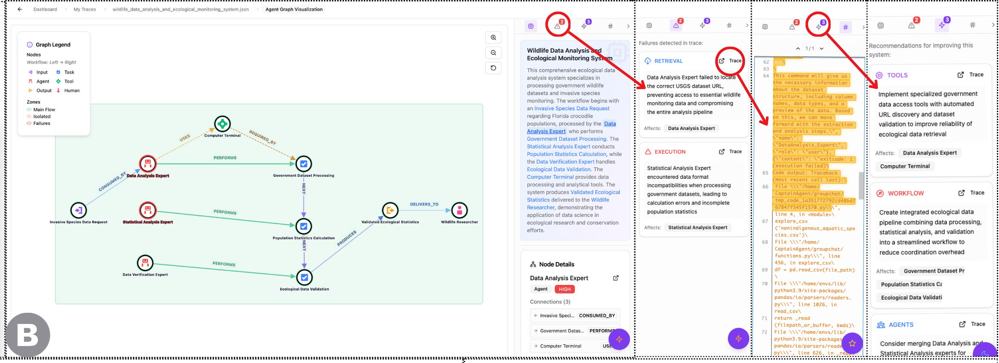 Dashboard
My Traces
wildlife_data_analysis_and_ecological_monitoring_system.json
Agent Graph Visualization
Graph Legend
Nodes
Workflow: Left → Right
Input
Task
Agent
Tool
Output
Human
Zones
Main Flow
Isolated
Failures
Computer Terminal
USES
REQUIRED_BY
PERFORMS
Data Analysis Expert
Government Dataset Processing
CONSUMED_BY
NEXT
Invasive Species Data Request
Statistical Analysis Expert
PERFORMS
Population Statistics Calculation
NEXT
DELIVERS_TO
Validated Ecological Statistics
Wildlife Researcher
PRODUCES
Data Verification Expert
PERFORMS
Ecological Data Validation
B
2
3
Wildlife Data Analysis and
Ecological Monitoring System
This comprehensive ecological data
analysis system specializes in
processing government wildlife
datasets and invasive species
monitoring. The workflow begins with
an Invasive Species Data Request
regarding Florida crocodile
populations, processed by the Data
Analysis Expert who performs
Government Dataset Processing. The
Statistical Analysis Expert conducts
Population Statistics Calculation, while
the Data Verification Expert handles
Ecological Data Validation. The
Computer Terminal provides data
processing and analytical tools. The
system produces Validated Ecological
Statistics delivered to the Wildlife
Researcher, demonstrating the
application of data science in
ecological research and conservation
efforts.
Node Details
Data Analysis Expert
Agent
HIGH
Connections (3)
← Invasive Speci... CONSUMED_BY
→ Government Datas... PERFORMS
→ Computer Terminal USE
2
3
Failures detected in trace:
RETRIEVAL
Trace
Data Analysis Expert failed to locate
the correct USGS dataset URL,
preventing access to essential wildlife
monitoring data and compromising
the entire analysis pipeline
Affects: Data Analysis Expert
EXECUTION
Trace
Statistical Analysis Expert
encountered data format
incompatibilities when processing
government datasets, leading to
calculation errors and incomplete
population statistics
Affects: Statistical Analysis Expert
2
3
1/1
62 ```\
63 \
64 This command will give us
the necessary information
about the dataset
structure, including column
names, data types, and a
preview of the data. Based
on this, we can move
forward with the extraction
and analysis steps.\",
\"name\":
\"DataAnalysis_Expert\",
\"role\": \"user\"},
{\"content\": \"exitcode: 1
(execution failed)\
65 Code output: Traceback
(most recent call last):\
66 File \\\"/home/
CaptainAgent/groupchat/
tmp_code_1a351772792cd48bd7
67847f545f1570.py\\\",
line 4, in <module>\
67 explore_csv
('nonindigenous_aquatic_spe
cies.csv')\
68 File \\\"/home/
CaptainAgent/groupchat/
functions.py\\\", line
456, in explore_csv\
69 df = pd.read_csv(file_path)
\
70 File \\\"/home/envs/lib/
python3.9/site-packages/
pandas/io/parsers/readers.
py\\\", line 1026, in
read_csv\
71 return _read
(filepath_or_buffer, kwds)\
72 File \\\"/home/envs/lib/
python3.9/site-packages
pandas/io/parsers/reade
py\\\", line 626, in _read
2
3
Recommendations for improving this
system:
TOOLS
Trace
Implement specialized government
data access tools with automated
URL discovery and dataset
validation to improve reliability of
ecological data retrieval
Affects: Data Analysis Expert
Computer Terminal
WORKFLOW
Trace
Create integrated ecological data
pipeline combining data processing,
statistical analysis, and validation
into a streamlined workflow to
reduce coordination overhead
Affects: Government Dataset Pr
Population Statistics Ca
Ecological Data Validati
AGENTS
Trace
Consider merging Data Analysis and
Statistical Analysis experts for